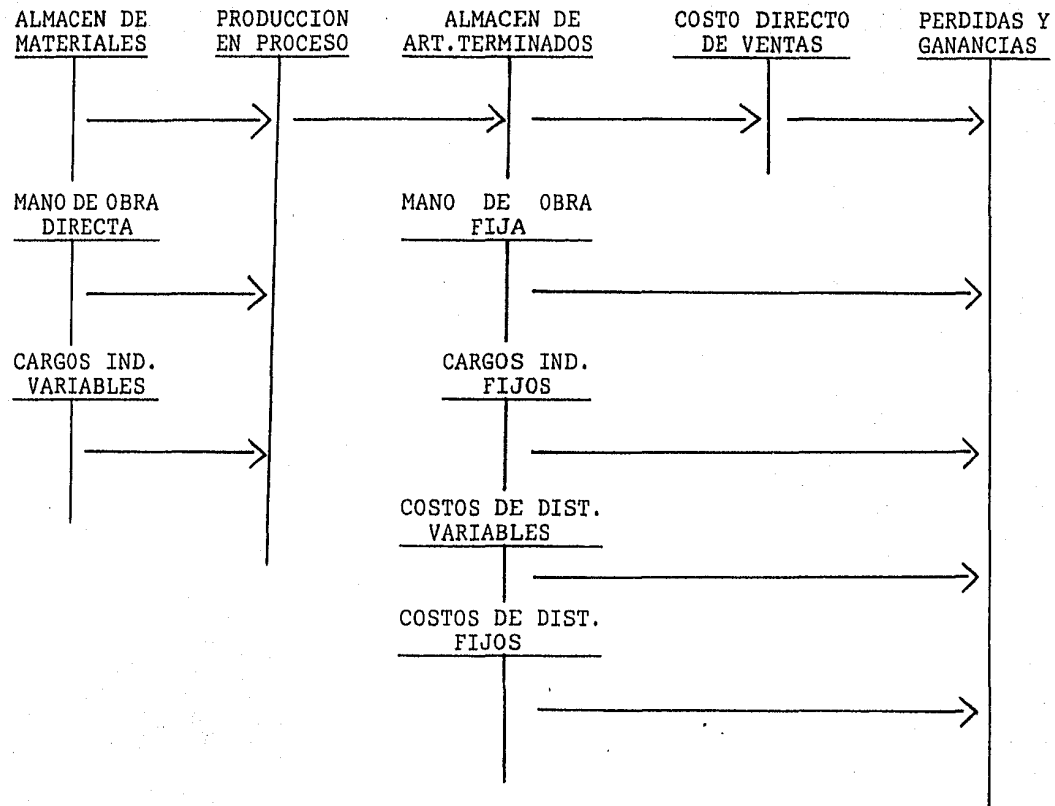 ALMACEN DE
MATERIALES
PRODUCCION
EN PROCESO
ALMACEN DE
ART.TERMINADOS
COSTO DIRECTO
DE VENTAS
PERDIDAS Y
GANANCIAS
MANO DE OBRA
DIRECTA
MANO DE OBRA
FIJA
CARGOS IND.
VARIABLES
CARGOS IND.
FIJOS
COSTOS DE DIST.
VARIABLES
COSTOS DE DIST.
FIJOS